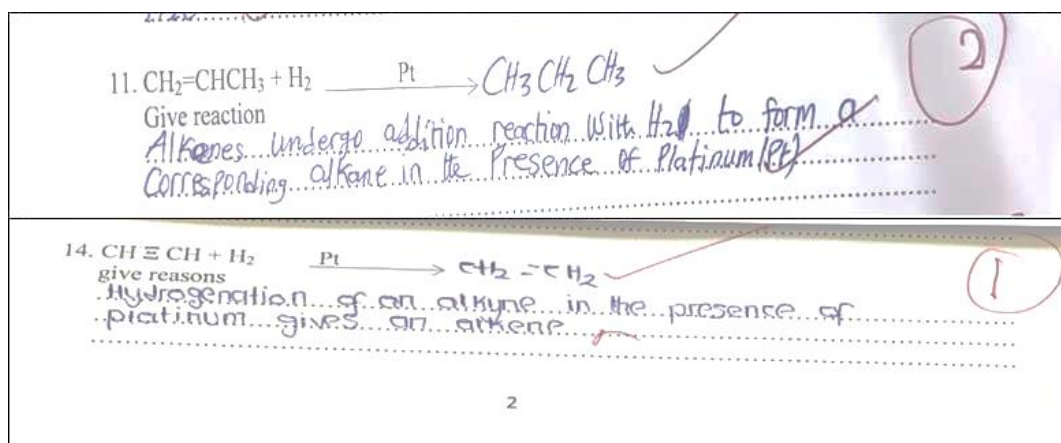 2
11. CH₂=CHCH₃ + H₂ Pt → CH3 CH2 CH3
Give reaction
Alkenes undergo addition reaction with H2 to form a
Corresponding alkane in the Presence of Platinum (Pt)
14. CH Ξ CH + H₂ Pt → CH2 = CH2
give reasons
1
Hydrogenation of an alkyne in the presence of
platinum gives an alkene
2